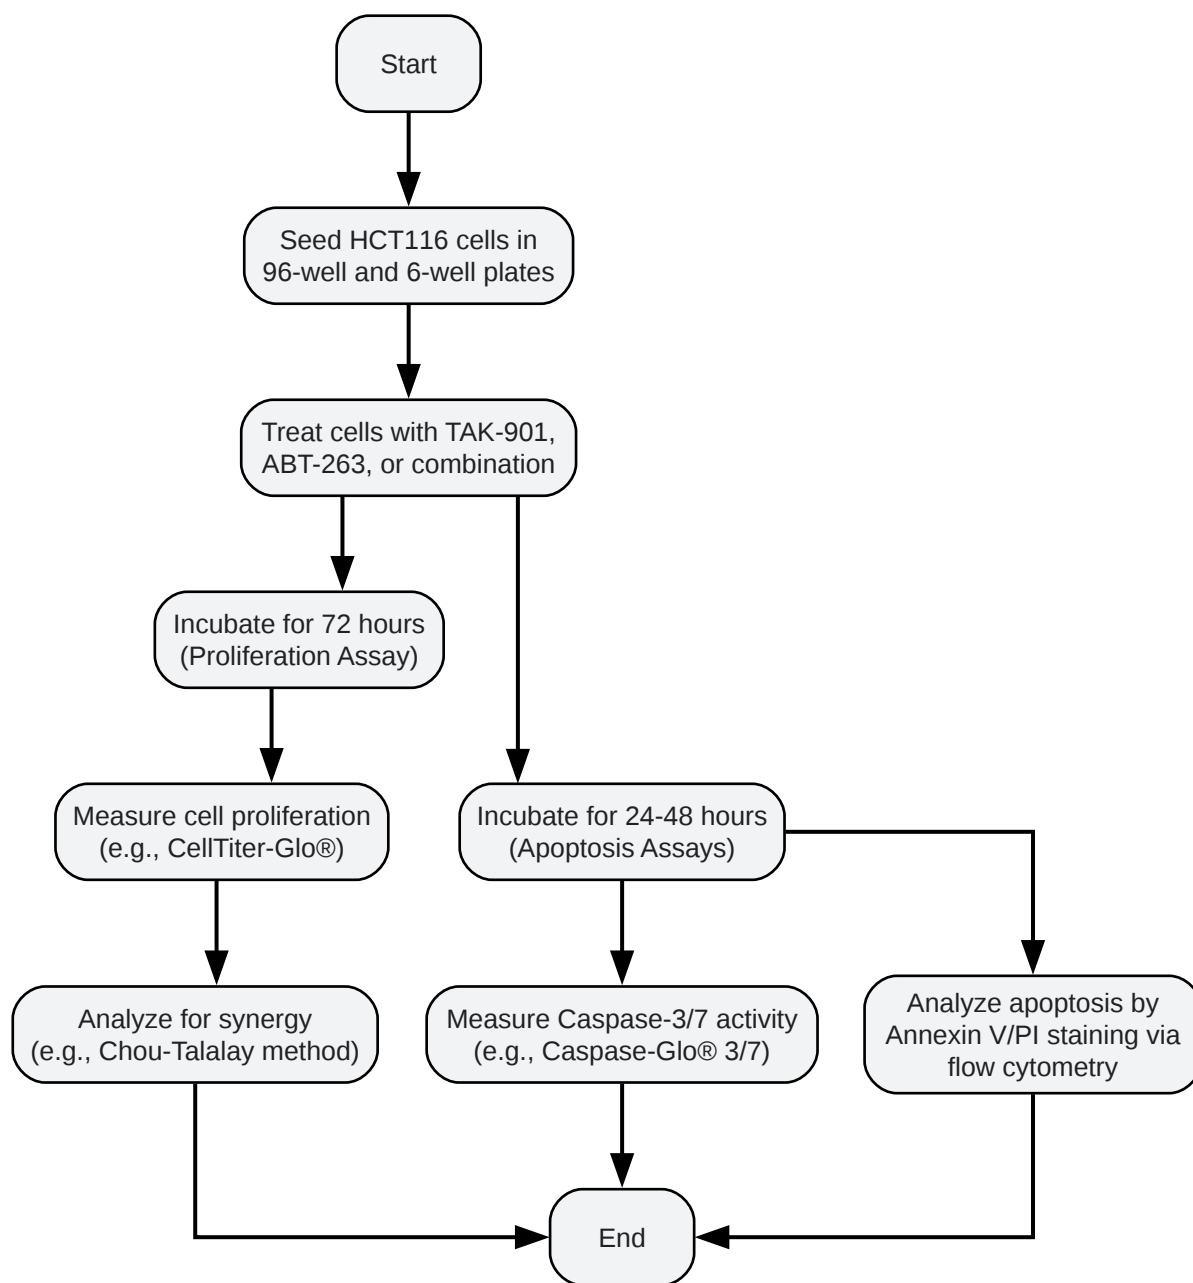 Start
Seed HCT116 cells in
96-well and 6-well plates
Treat cells with TAK-901,
ABT-263, or combination
Incubate for 72 hours
(Proliferation Assay)
Measure cell proliferation
(e.g., CellTiter-Glo®)
Incubate for 24-48 hours
(Apoptosis Assays)
Analyze for synergy
(e.g., Chou-Talalay method)
Measure Caspase-3/7 activity
(e.g., Caspase-Glo® 3/7)
Analyze apoptosis by
Annexin V/PI staining via
flow cytometry
End